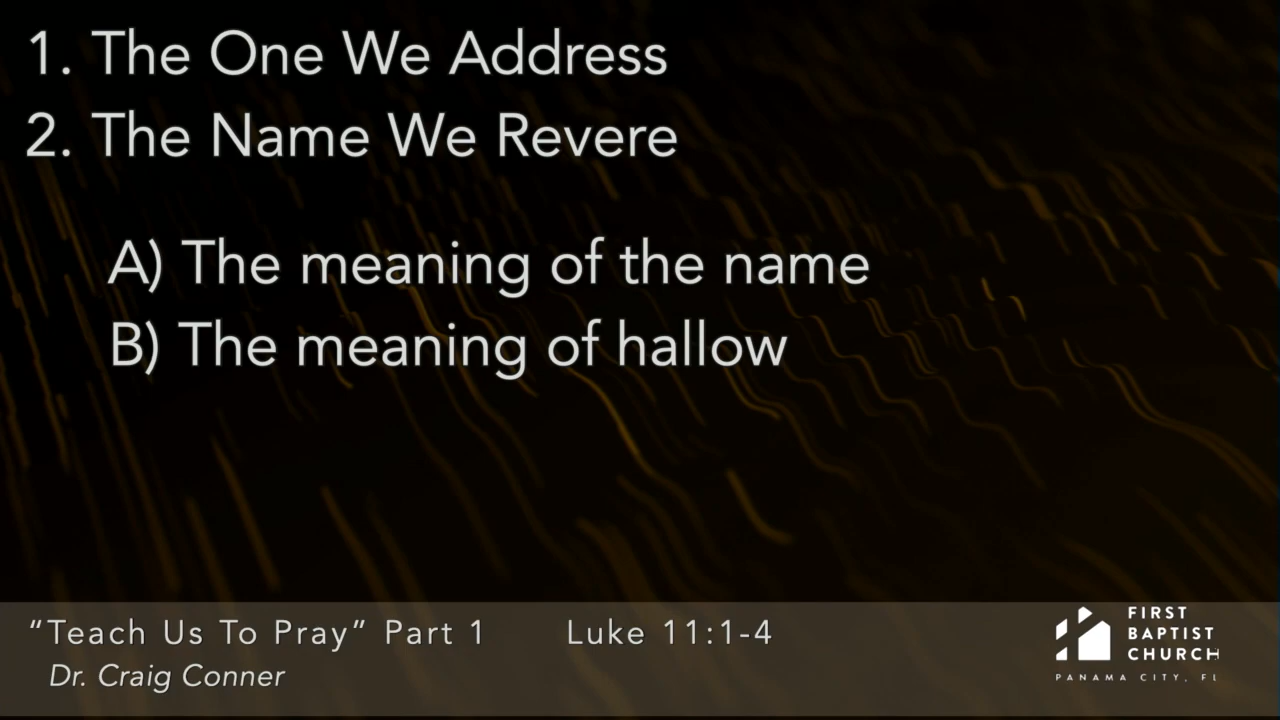 1. The One We Address
2. The Name We Revere
A) The meaning of the name
B) The meaning of hallow
“Teach Us To Pray” Part 1 Luke 11:1-4
Dr. Craig Conner
FIRST
BAPTIST
CHURCH
PANAMA CITY, FL